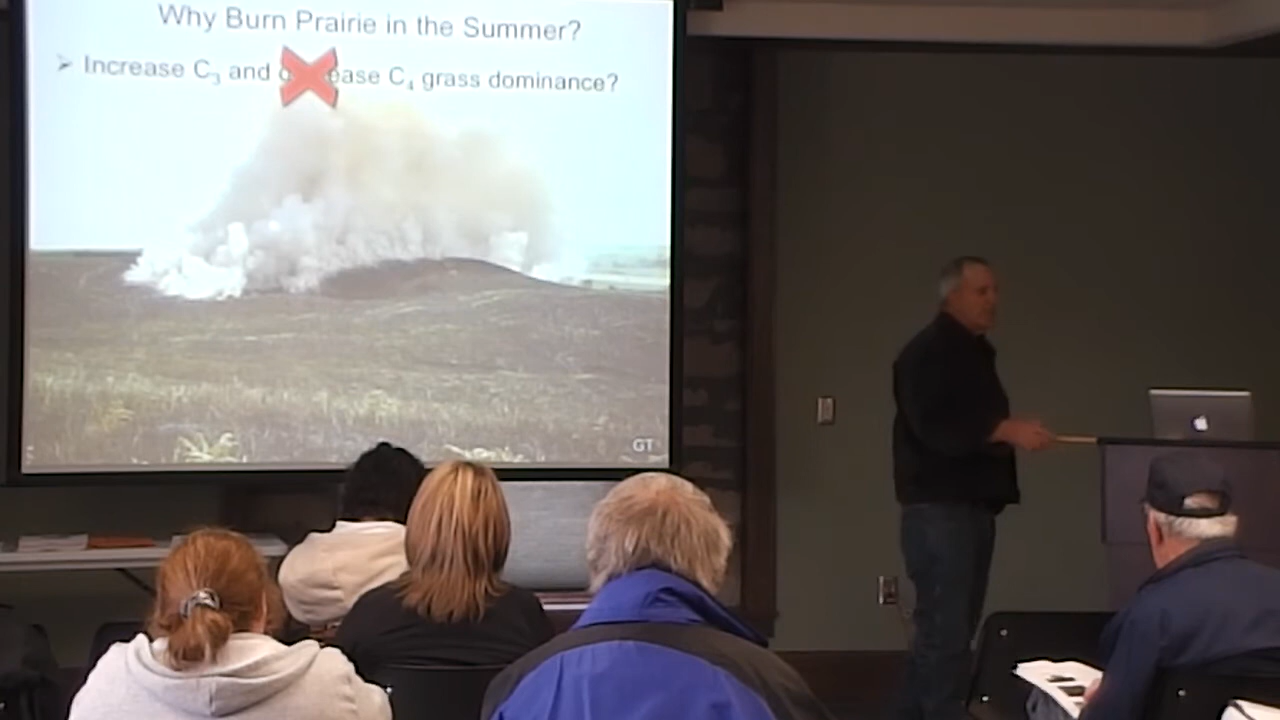 Why Burn Prairie in the Summer?
➢ Increase C₃ and ease C₄ grass dominance?
GT